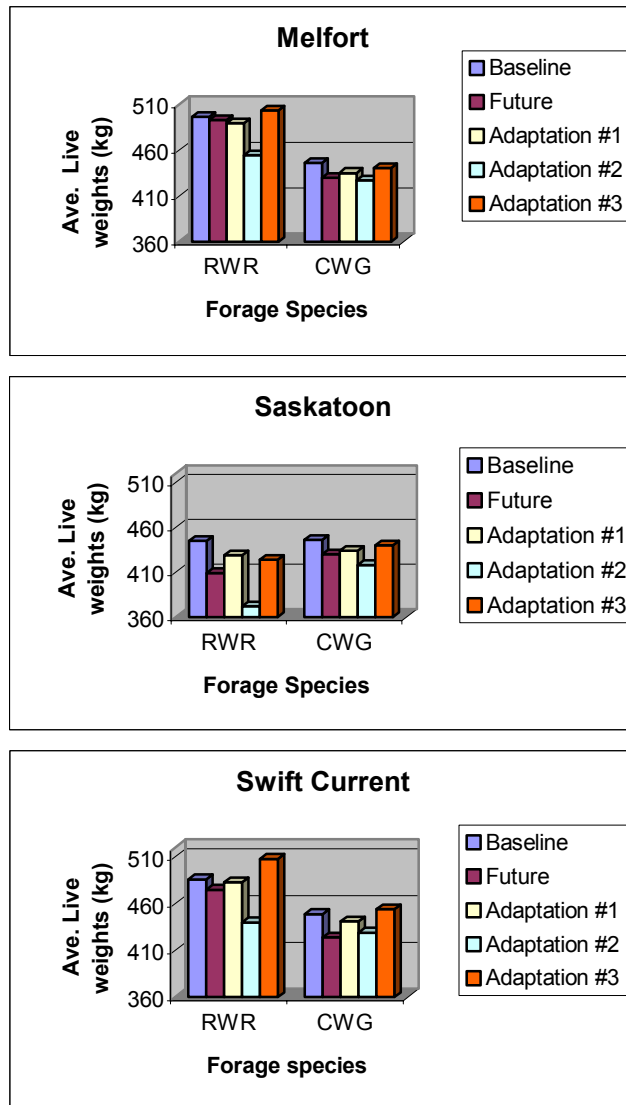 Melfort
Baseline
Future
Adaptation #1
Adaptation #2
Adaptation #3
Ave. Live
weights (kg)
510
460
410
360
RWR CWG
Forage Species
Saskatoon
Baseline
Future
Adaptation #1
Adaptation #2
Adaptation #3
Ave. Live
weights (kg)
510
460
410
360
RWR CWG
Forage Species
Swift Current
Baseline
Future
Adaptation #1
Adaptation #2
Adaptation #3
Ave. Live
weights (kg)
510
460
410
360
RWR CWG
Forage species